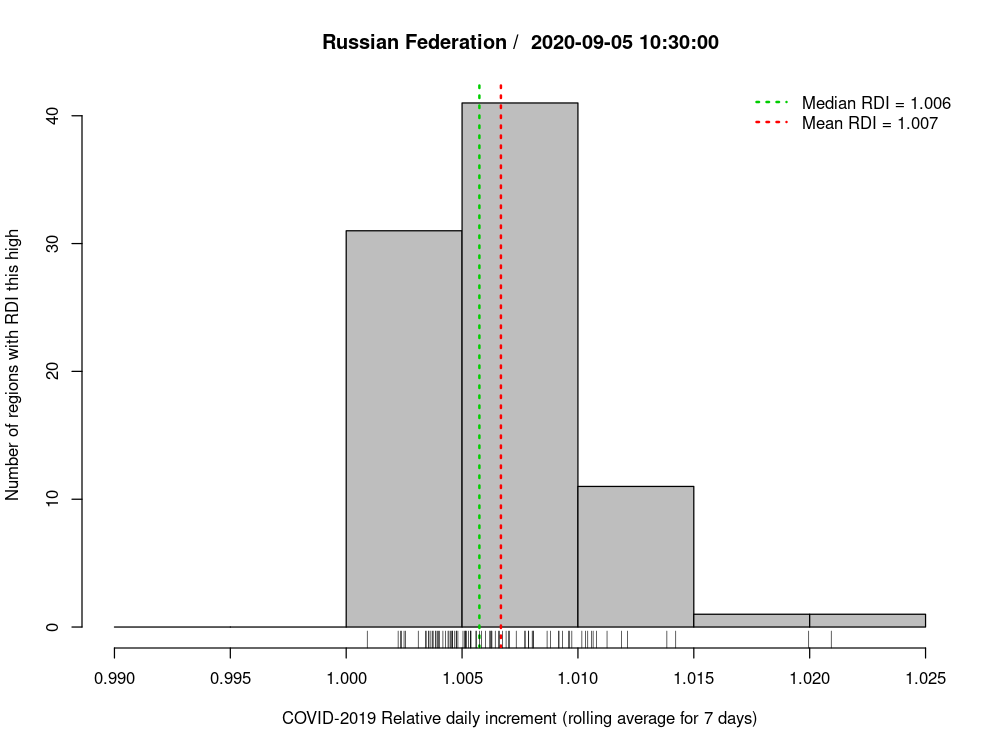 Russian Federation /  2020-09-05 10:30:00
Median RDI = 1.006
Mean RDI = 1.007
Number of regions with RDI this high
40
30
20
10
0
0.990 0.995 1.000 1.005 1.010 1.015 1.020 1.025
COVID-2019 Relative daily increment (rolling average for 7 days)